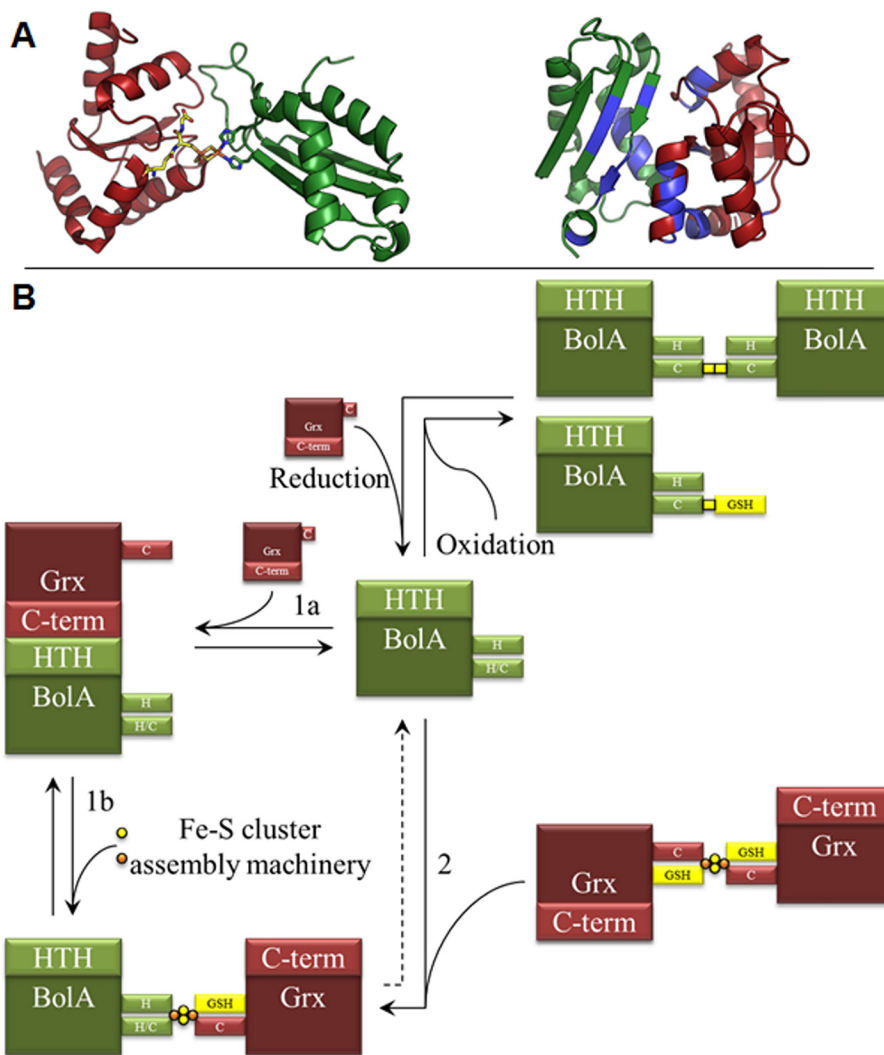 A
B
HTH
BolA
H
C
HTH
BolA
H
C
HTH
BolA
H
C
GSH
Grx
C
C-term
Reduction
Oxidation
Grx
C
C-term
1a
Grx
C
C-term
HTH
BolA
H
H/C
HTH
BolA
H
H/C
1b
Fe-S cluster
assembly machinery
2
Grx
C-term
C
GSH
GSH
C
C-term
Grx
HTH
BolA
H
H/C
GSH
C
C-term
Grx